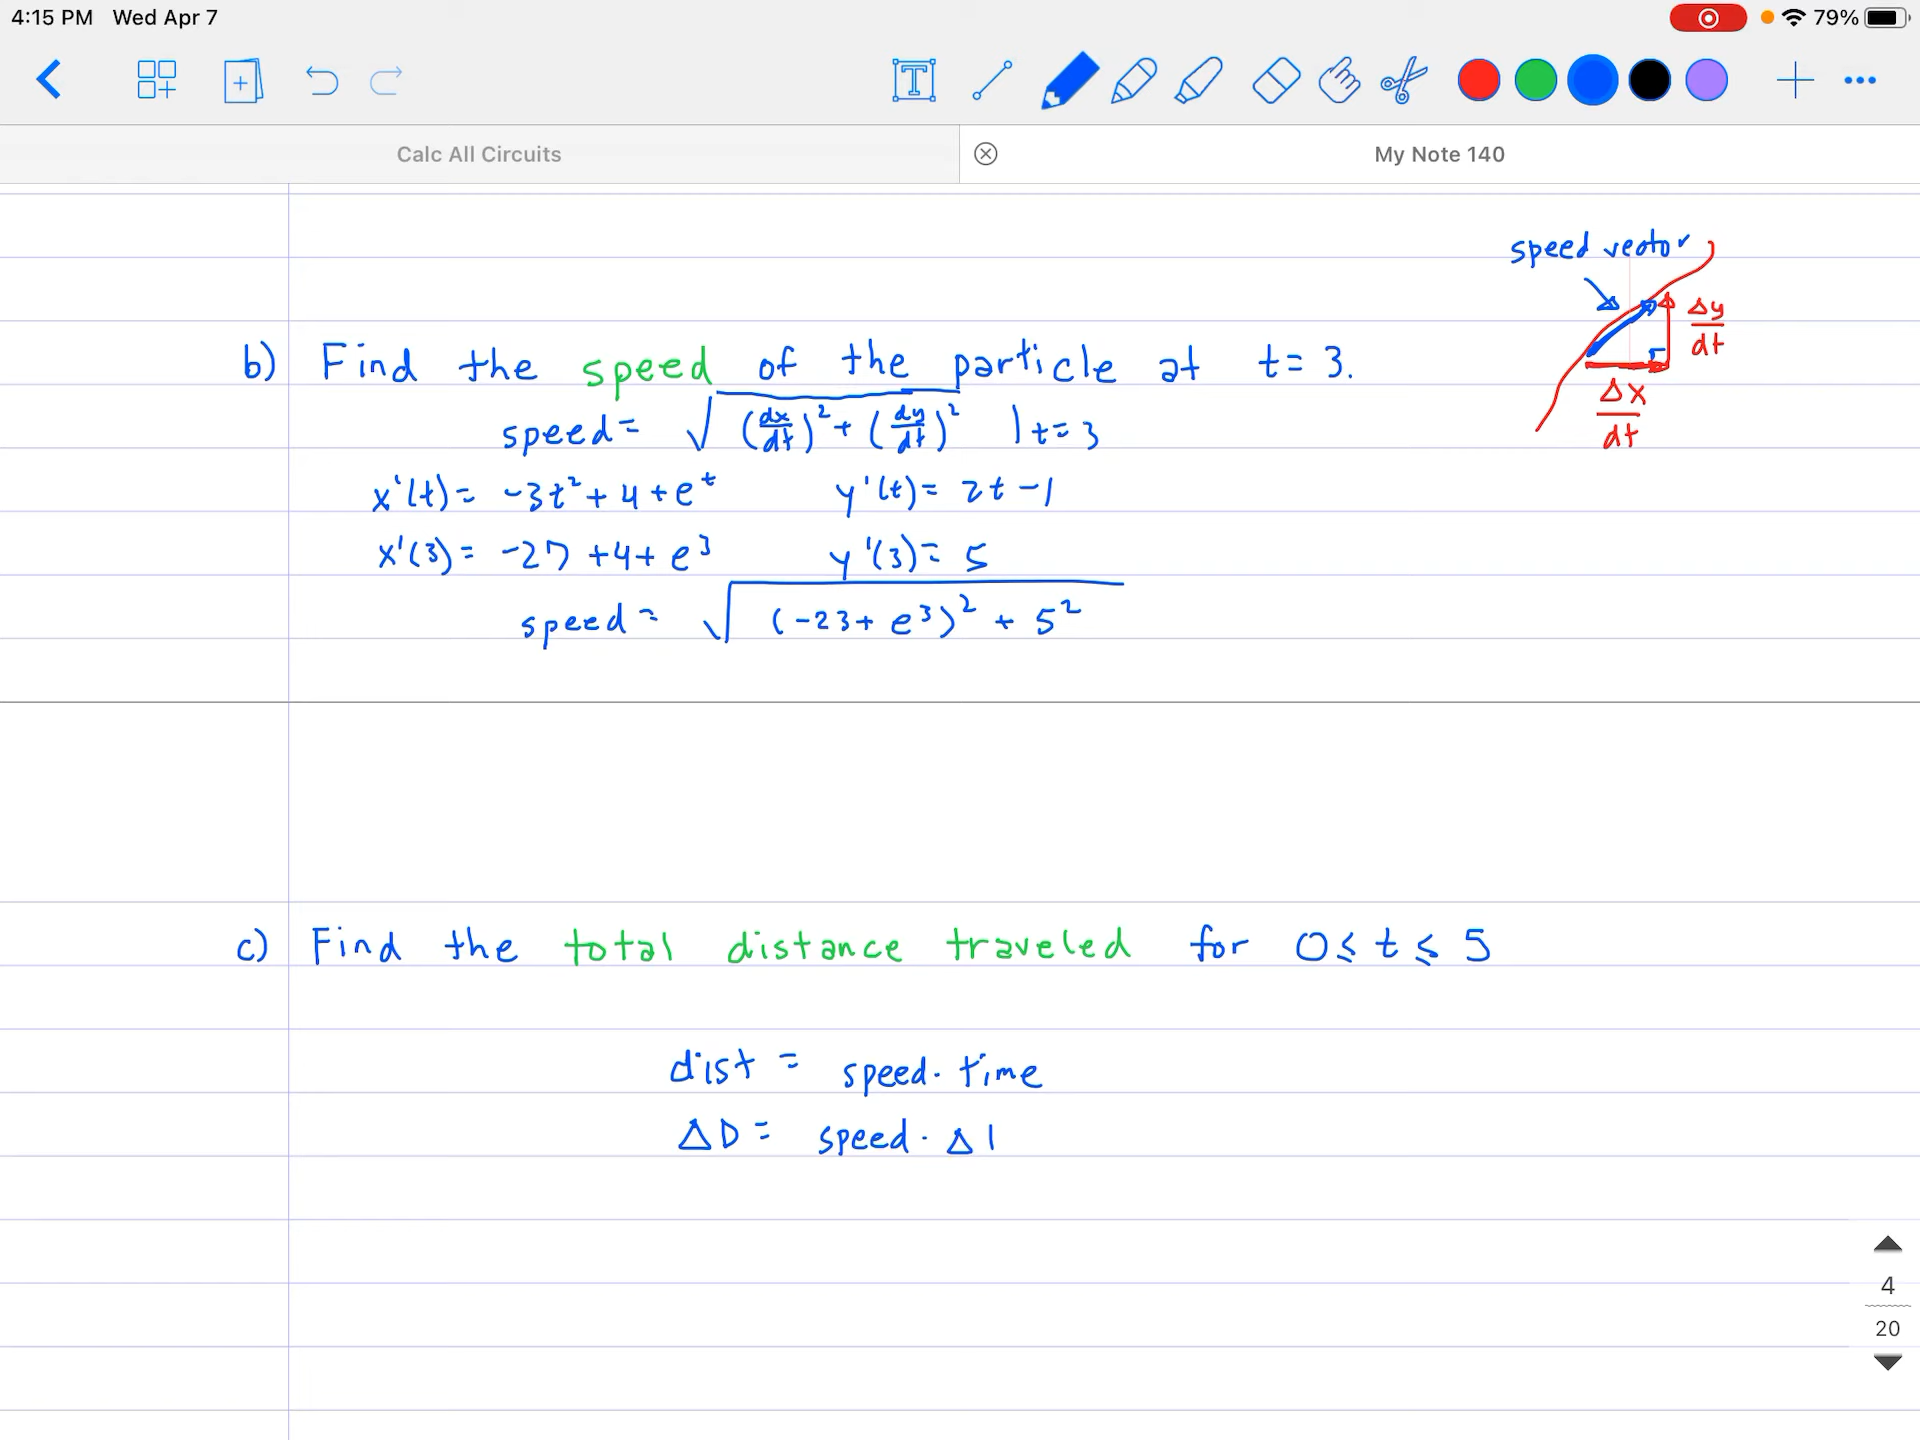 4:15 PM Wed Apr 7
79%
T
Calc All Circuits
My Note 140
speed vector
Δy/dt
Δx/dt
b) Find the speed of the particle at t = 3.
speed = √((dx/dt)² + (dy/dt)²) | t = 3
x'(t) = -3t² + 4 + e^t y'(t) = 2t - 1
x'(3) = -27 + 4 + e³ y'(3) = 5
speed = √((-23 + e³)² + 5²)
c) Find the total distance traveled for 0 ≤ t ≤ 5
dist = speed · time
ΔD = speed · Δ l
4
20